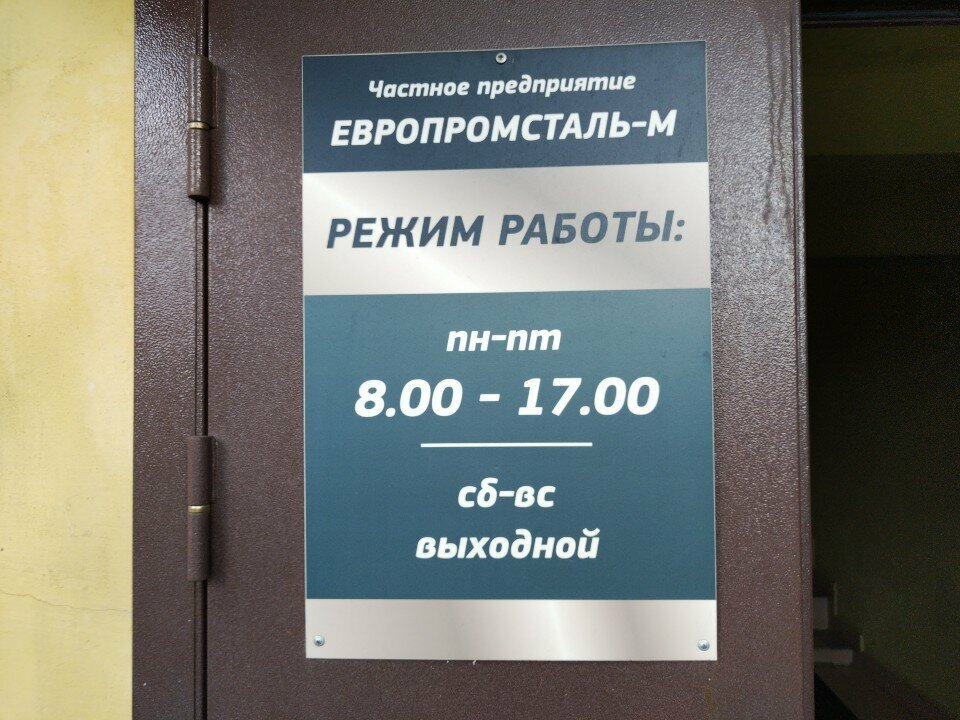 Частное предприятие
ЕВРОПРОМСТАЛЬ-М
РЕЖИМ РАБОТЫ:
пн-пт
8.00 - 17.00
сб-вс
выходной